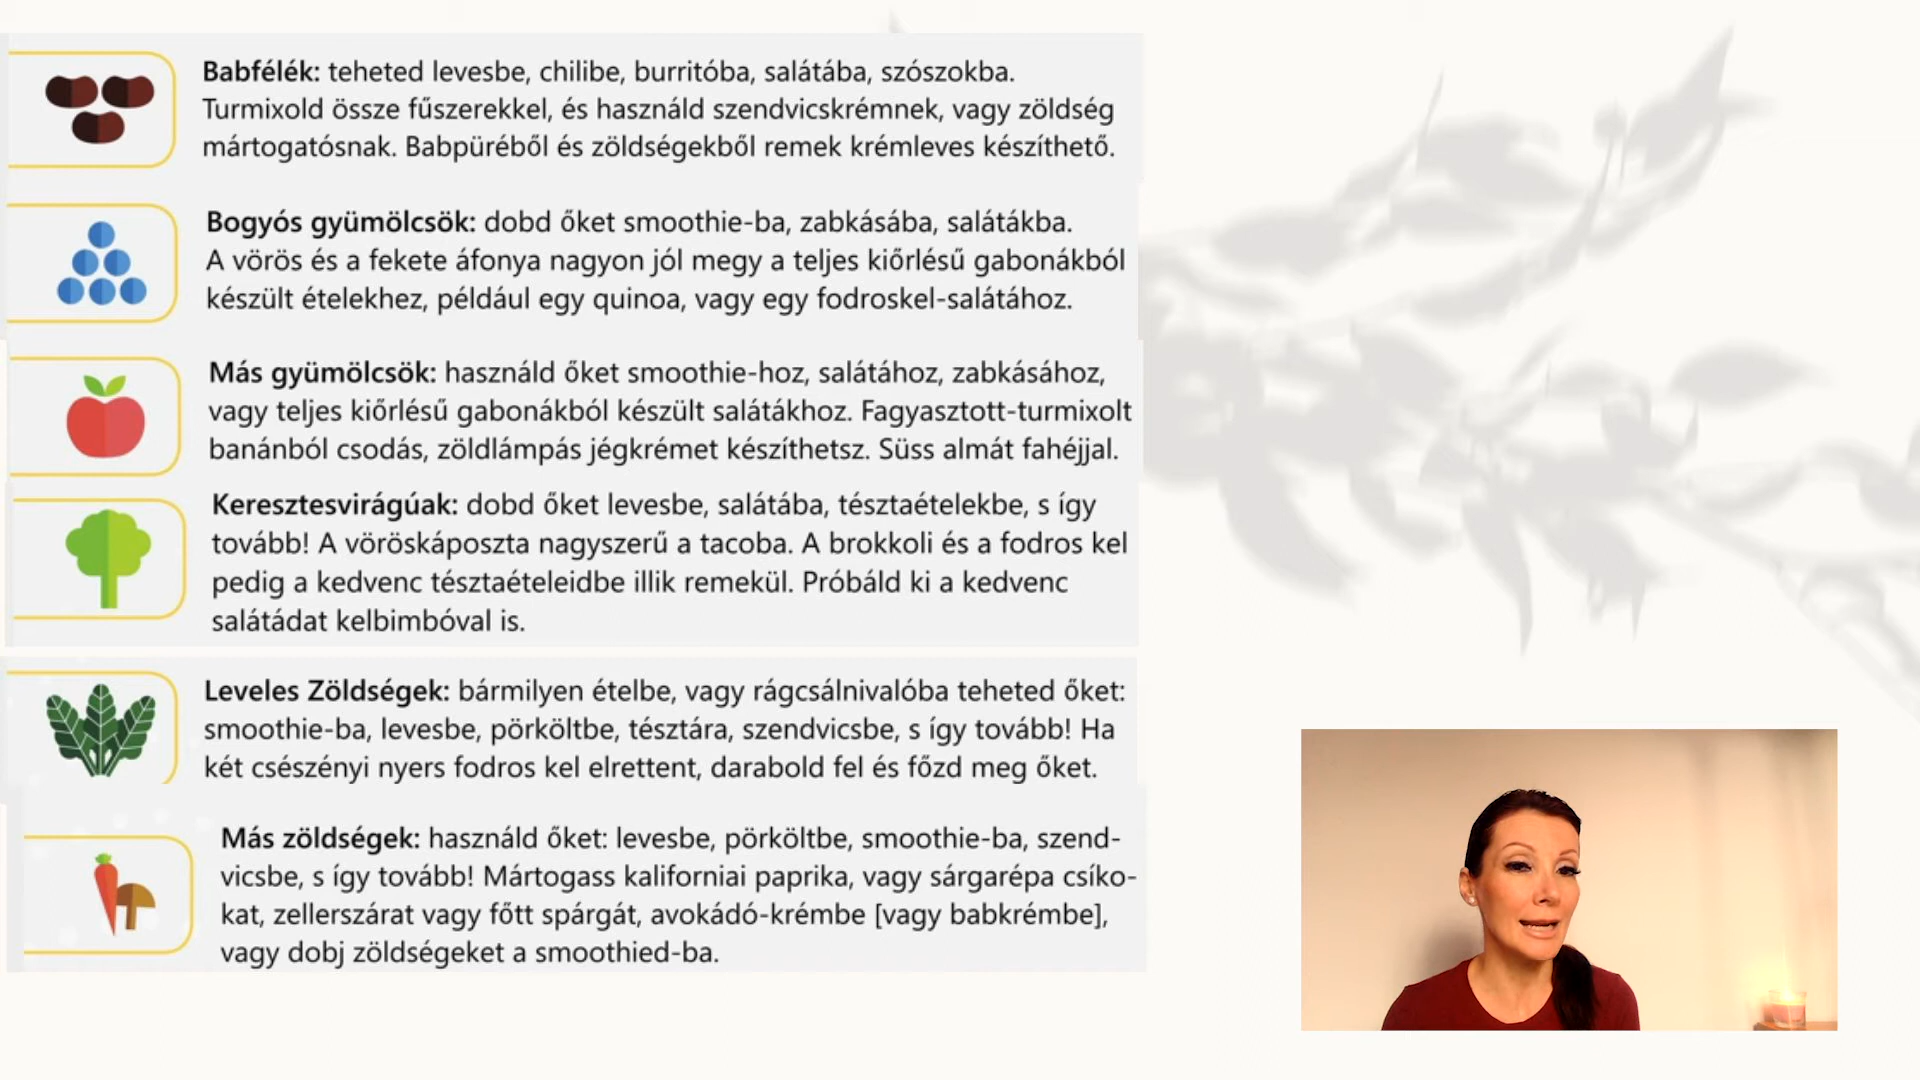 Babfélék: teheted levesbe, chilibe, burritóba, salátába, szószokba.
Turmixold össze fűszerekkel, és használd szendvicskrémnek, vagy zöldség
mártogatósnak. Babpüréből és zöldségekből remek krémleves készíthető.
Bogyós gyümölcsök: dobd őket smoothie-ba, zabkásába, salátákba.
A vörös és a fekete áfonya nagyon jól megy a teljes kiőrlésű gabonákból
készült ételekhez, például egy quinoa, vagy egy fodroskel-salátához.
Más gyümölcsök: használd őket smoothie-hoz, salátához, zabkásához,
vagy teljes kiőrlésű gabonákból készült salátákhoz. Fagyasztott-turmixolt
banánból csodás, zöldlámpás jégkrémet készíthetsz. Süss almát fahéjjal.
Keresztesvirágúak: dobd őket levesbe, salátába, tésztaételekbe, s így
tovább! A vöröskáposzta nagyszerű a tacoba. A brokkoli és a fodros kel
pedig a kedvenc tésztaételeidbe illik remekül. Próbáld ki a kedvenc
salátádat kelbimbóval is.
Leveles Zöldségek: bármilyen ételbe, vagy rágcsálnivalóba teheted őket:
smoothie-ba, levesbe, pörköltbe, tésztára, szendvicsbe, s így tovább! Ha
két csészényi nyers fodros kel elrettent, darabold fel és főzd meg őket.
Más zöldségek: használd őket: levesbe, pörköltbe, smoothie-ba, szend-
vicsbe, s így tovább! Mártogass kaliforniai paprika, vagy sárgarépa csíko-
kat, zellerszárat vagy főtt spárgát, avokádó-krémbe [vagy babkrémbe],
vagy dobj zöldségeket a smoothied-ba.